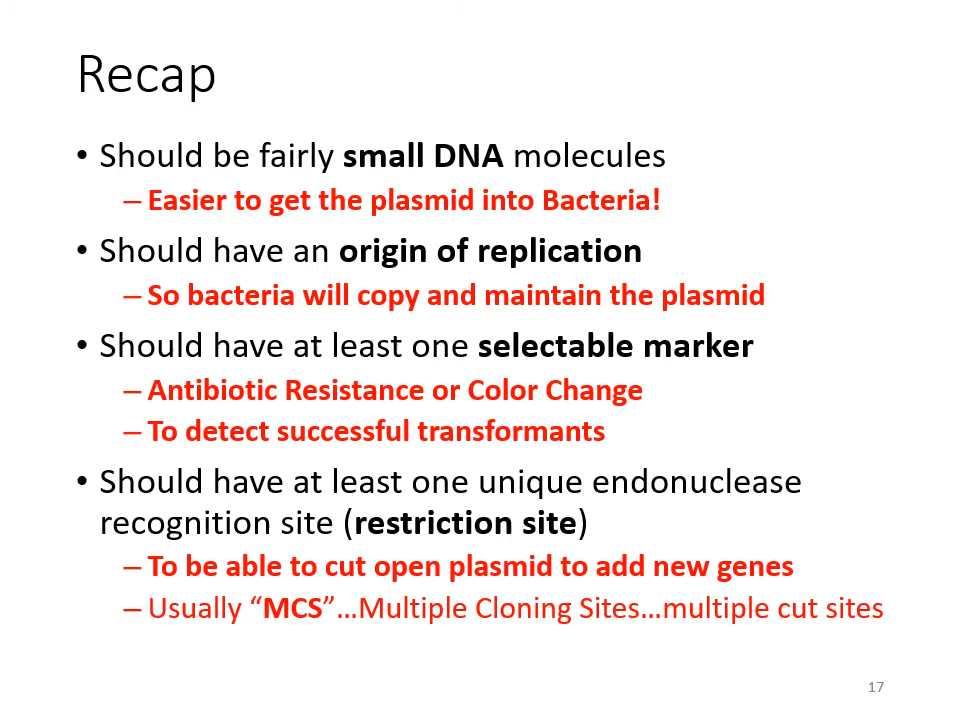 Recap
• Should be fairly small DNA molecules
– Easier to get the plasmid into Bacteria!
• Should have an origin of replication
– So bacteria will copy and maintain the plasmid
• Should have at least one selectable marker
– Antibiotic Resistance or Color Change
– To detect successful transformants
• Should have at least one unique endonuclease
recognition site (restriction site)
– To be able to cut open plasmid to add new genes
– Usually “MCS”…Multiple Cloning Sites…multiple cut sites
17